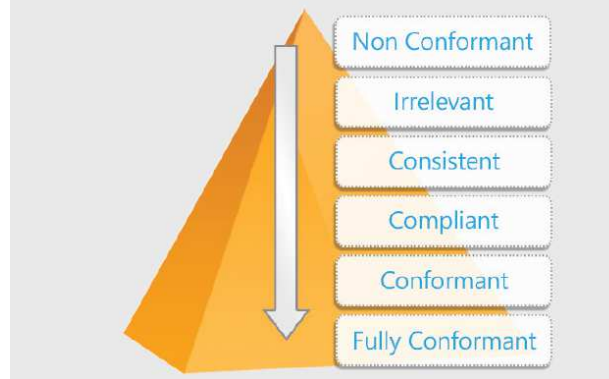 Non Conformant
Irrelevant
Consistent
Compliant
Conformant
Fully Conformant